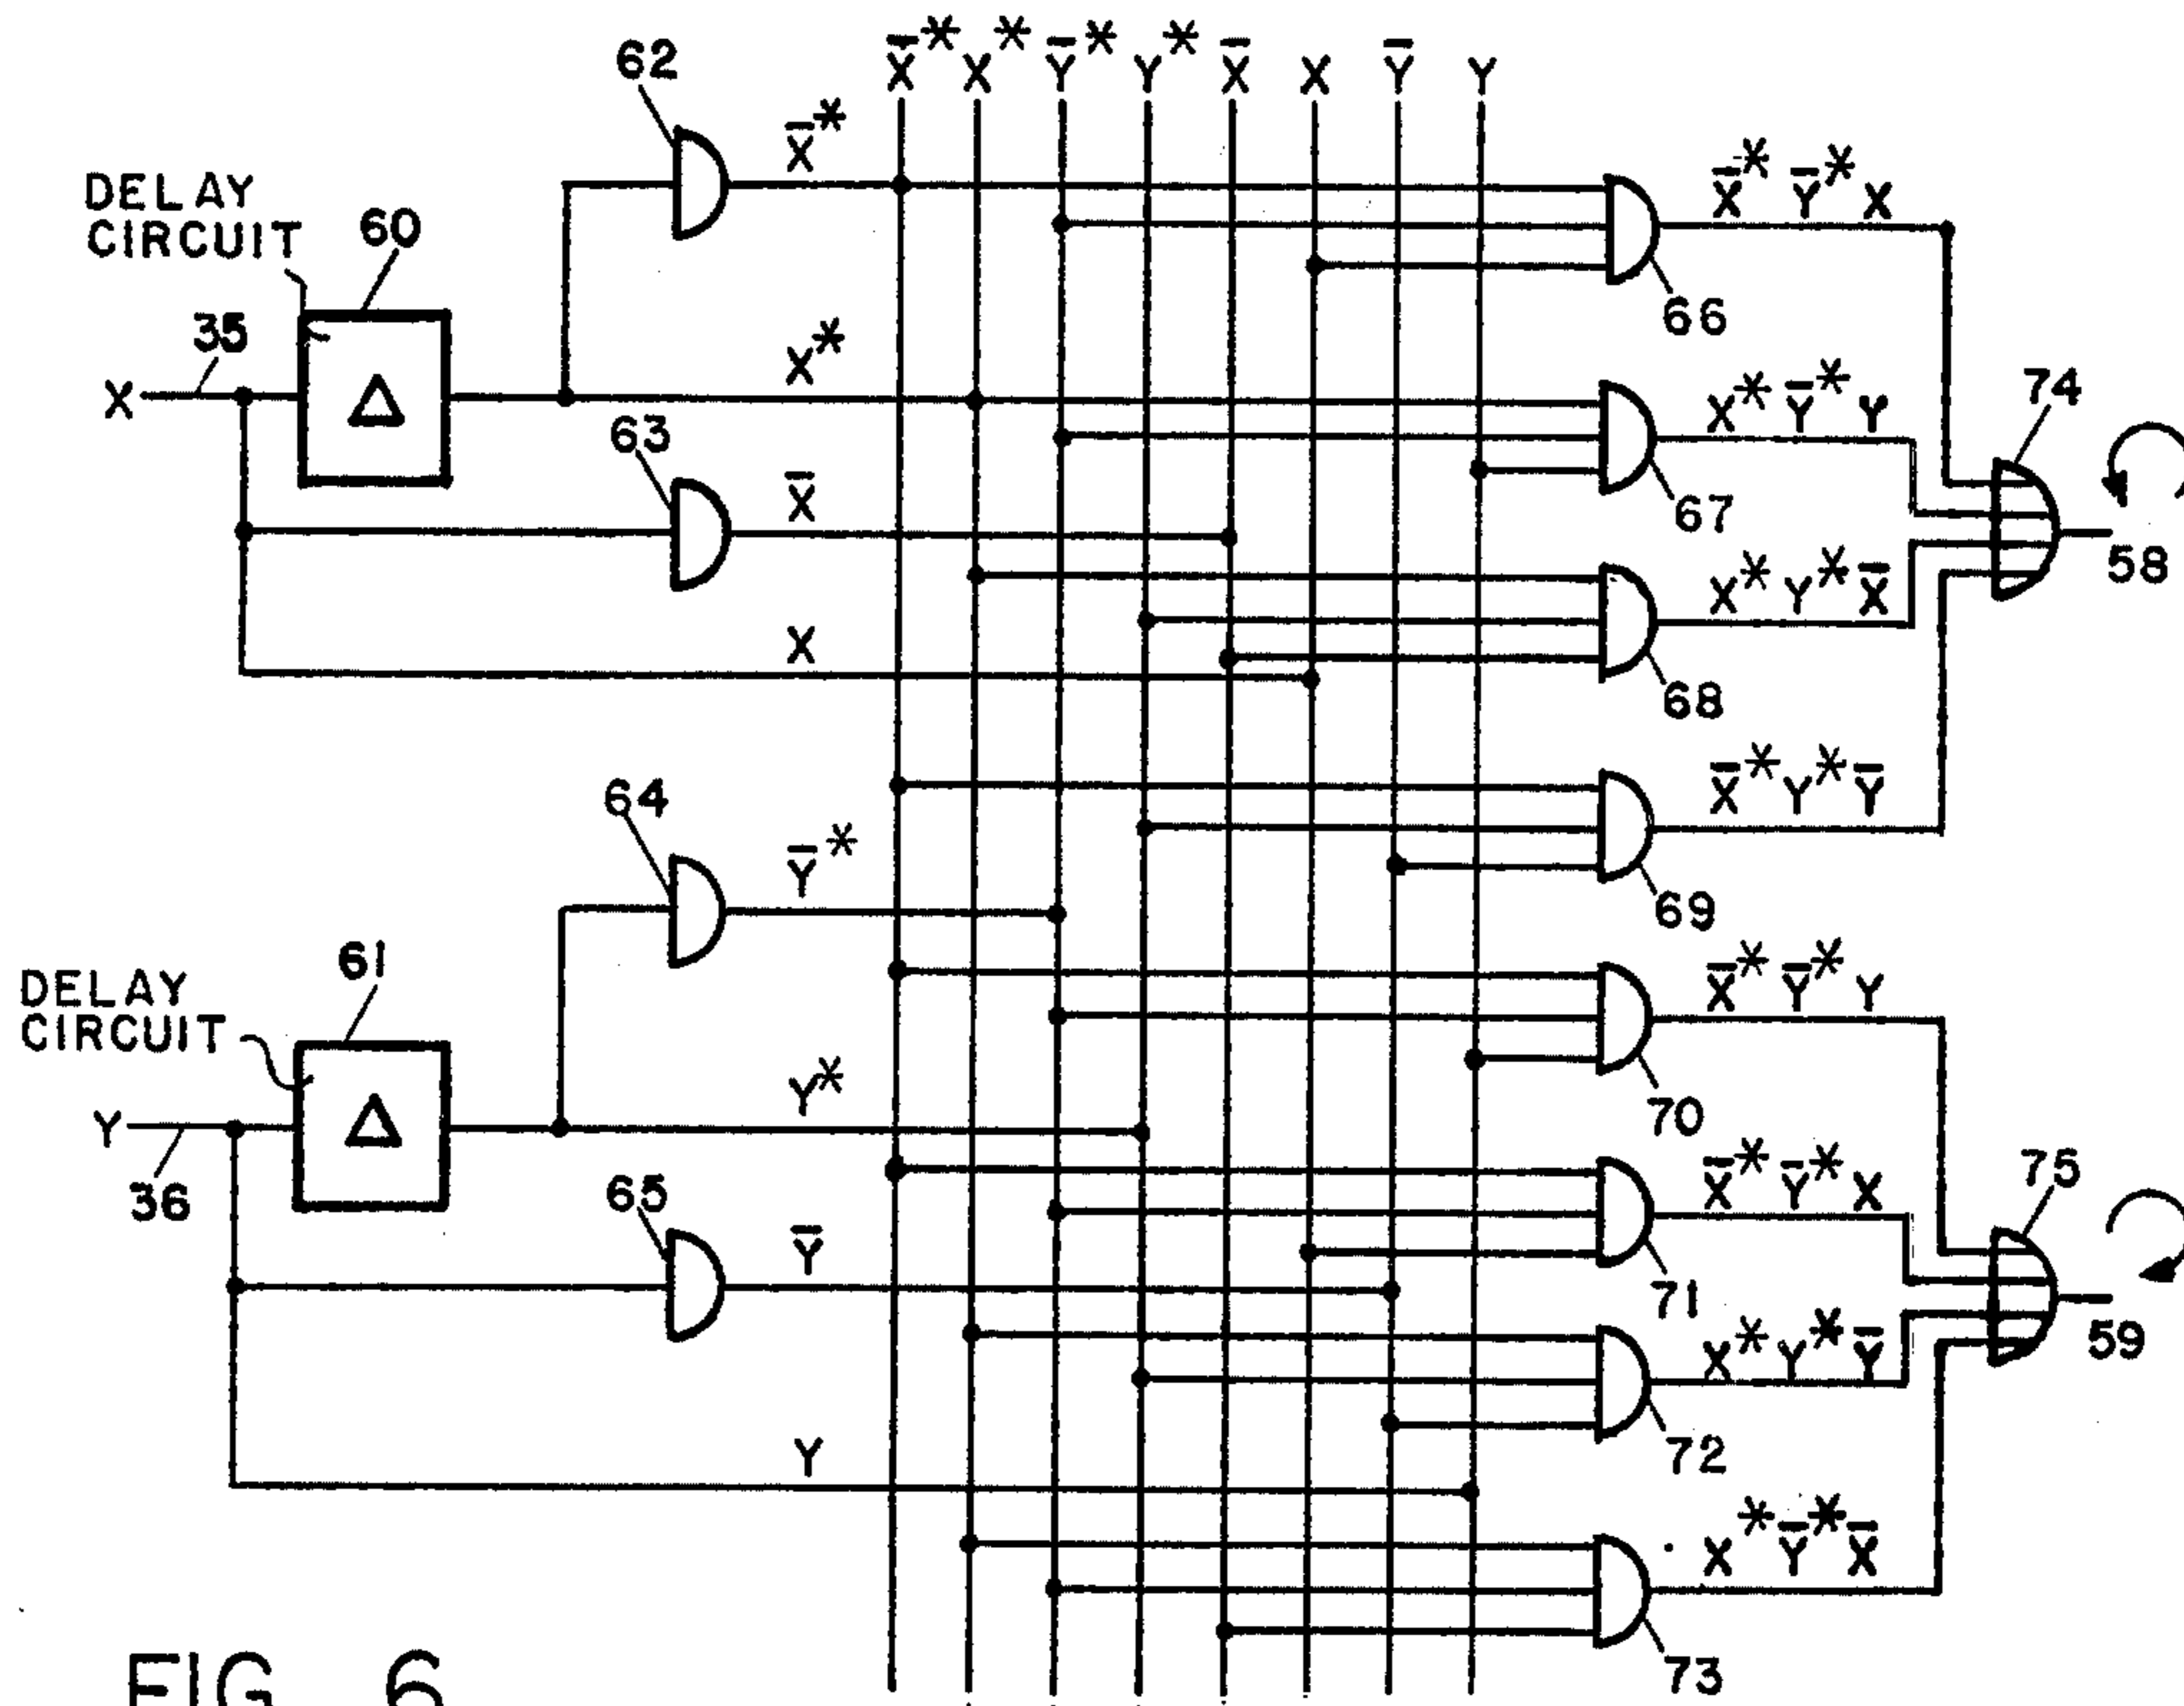 X̄* X* Ȳ* Y* X̄ X Ȳ Y
62
X̄*
DELAY
CIRCUIT
60
35
X
Δ
X*
63
X̄
X
X̄* Ȳ* X
66
X* Ȳ* Y
67
74
58
X* Y* X̄
68
64
Ȳ*
X̄* Y* Ȳ
69
DELAY
CIRCUIT
61
Y
36
Δ
Y*
65
Ȳ
Y
X̄* Ȳ* Y
70
X̄* Ȳ* X
71
75
59
X* Y* Ȳ
72
X* Ȳ* X̄
73
FIG. 6